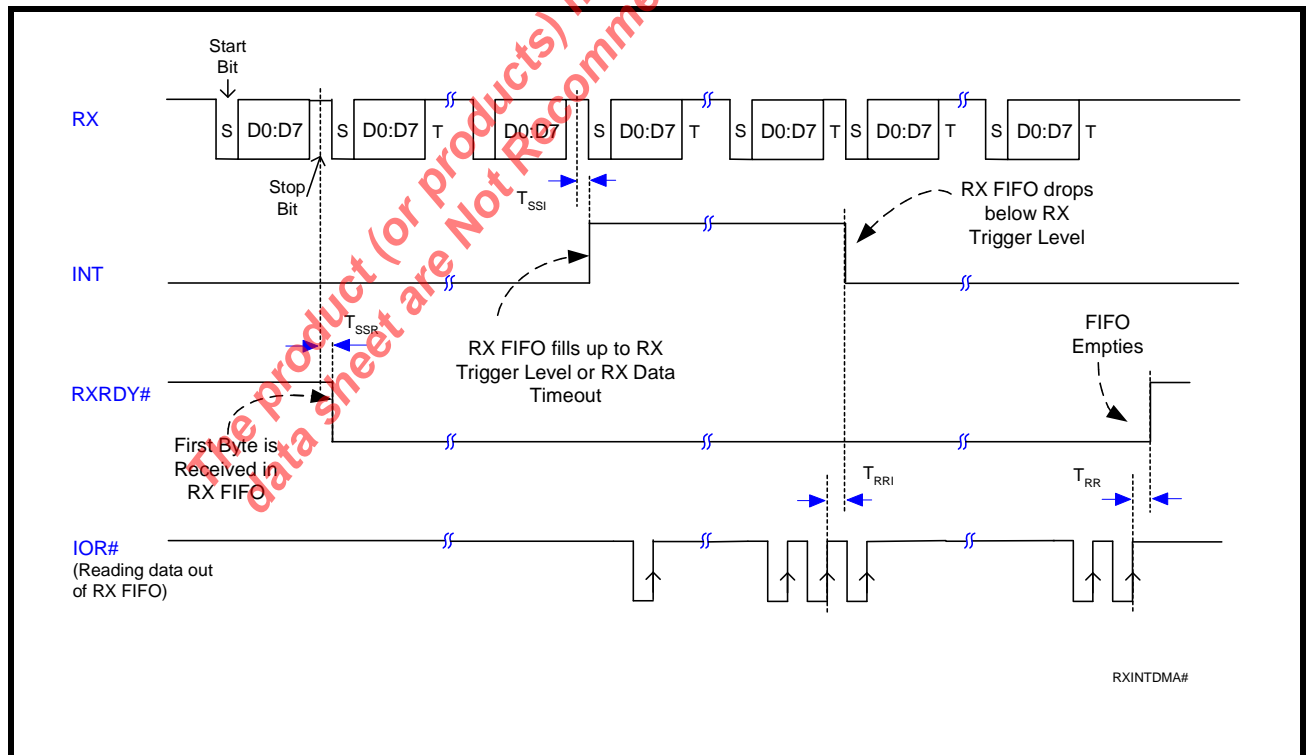 Start
Bit
RX
S D0:D7 S D0:D7 T S D0:D7 S D0:D7 T S D0:D7 T S D0:D7 T S D0:D7 T
Stop
Bit
TSSI
RX FIFO drops
below RX
Trigger Level
INT
TSSR
RX FIFO fills up to RX
Trigger Level or RX Data
Timeout
FIFO
Empties
RXRDY#
First Byte is
Received in
RX FIFO
TRRI
TRR
IOR#
(Reading data out
of RX FIFO)
RXINTDMA#
The product (or products)
data sheet are Not Recomme